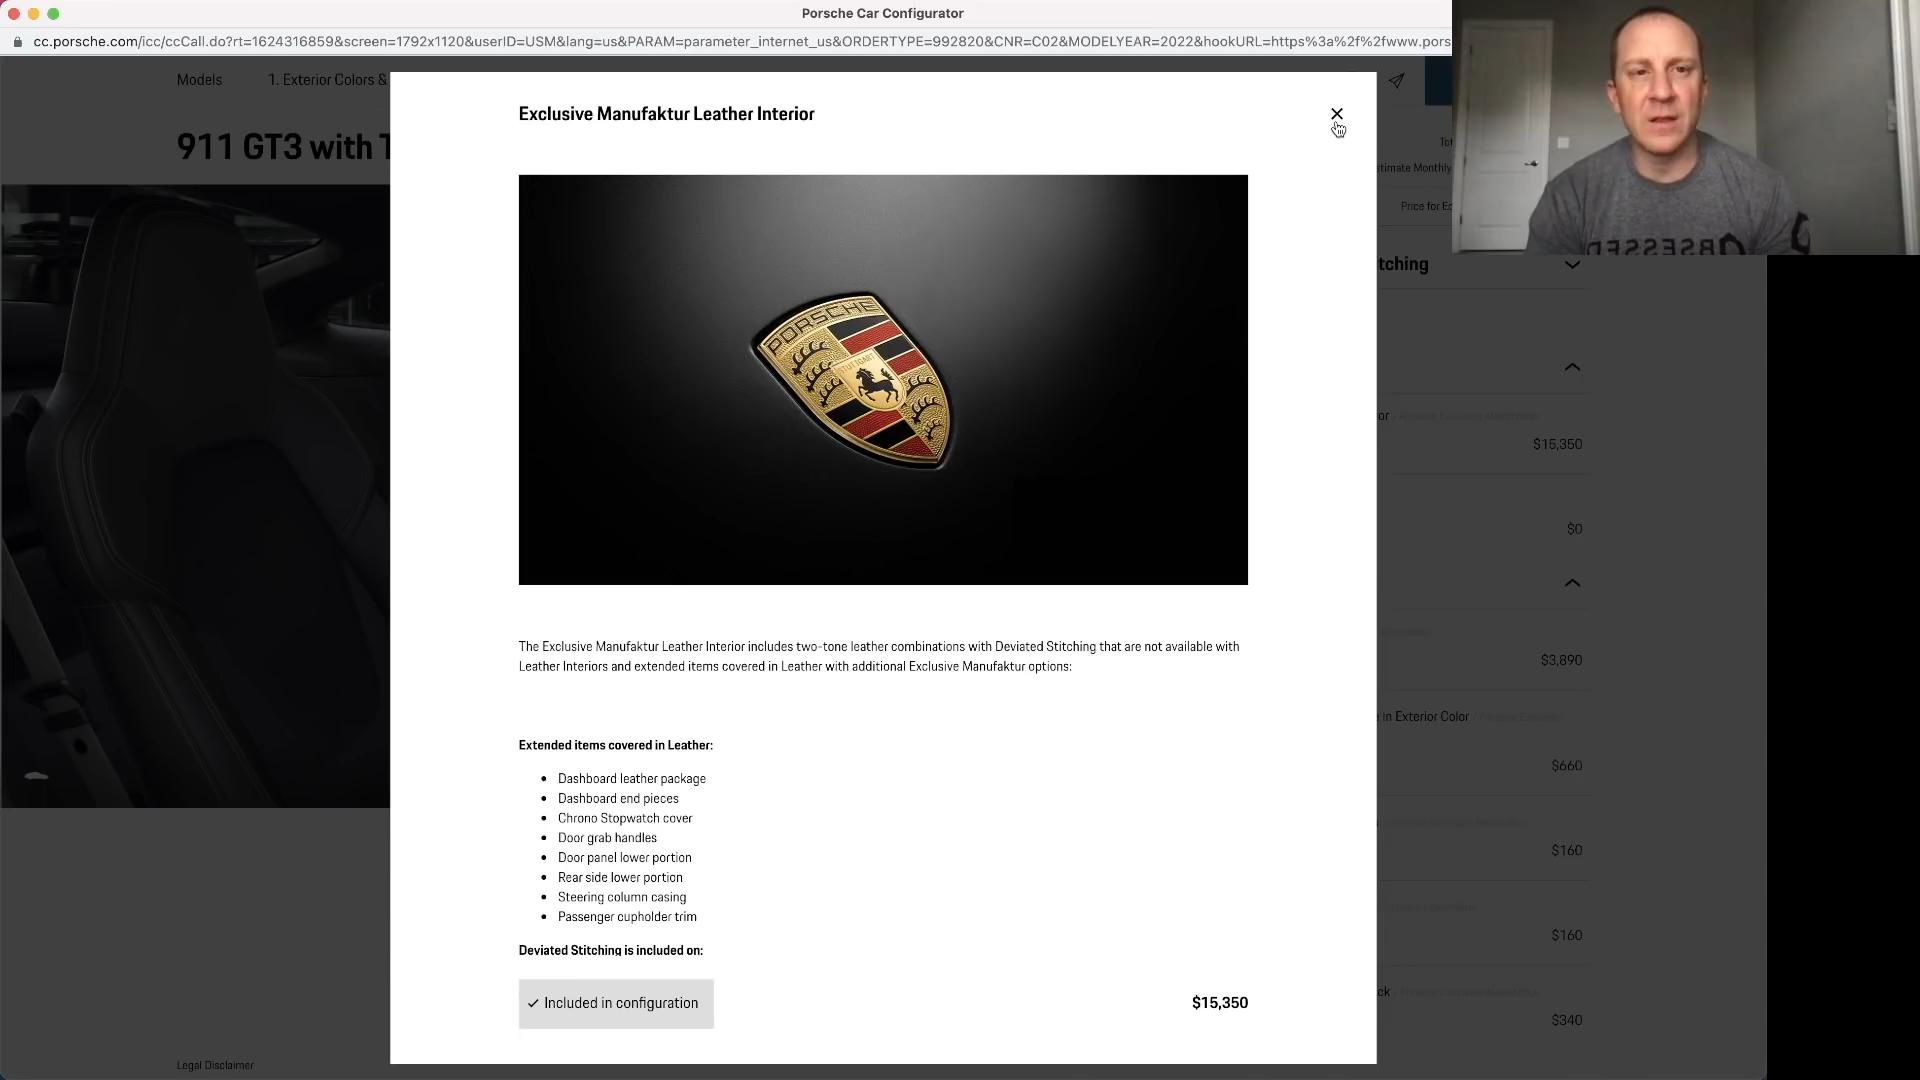 Porsche Car Configurator
cc.porsche.com/icc/ccCall.do?rt=1624316859&screen=1792x1120&userID=USM&lang=us&PARAM=parameter_internet_us&ORDERTYPE=992820&CNR=C02&MODELYEAR=2022&hookURL=https%3a%2f%2fwww.pors
Models 1. Exterior Colors &
911 GT3 with T
Exclusive Manufaktur Leather Interior
PORSCHE
STUTTGART
The Exclusive Manufaktur Leather Interior includes two-tone leather combinations with Deviated Stitching that are not available with
Leather Interiors and extended items covered in Leather with additional Exclusive Manufaktur options:
Extended items covered in Leather:
• Dashboard leather package
• Dashboard end pieces
• Chrono Stopwatch cover
• Door grab handles
• Door panel lower portion
• Rear side lower portion
• Steering column casing
• Passenger cupholder trim
Deviated Stitching is included on:
✓ Included in configuration
$15,350
Tot
timate Monthly
Price for Eq
tching
or
$15,350
$0
$3,890
e in Exterior Color
$660
$160
$160
ck
$340
Legal Disclaimer
OBSESSED